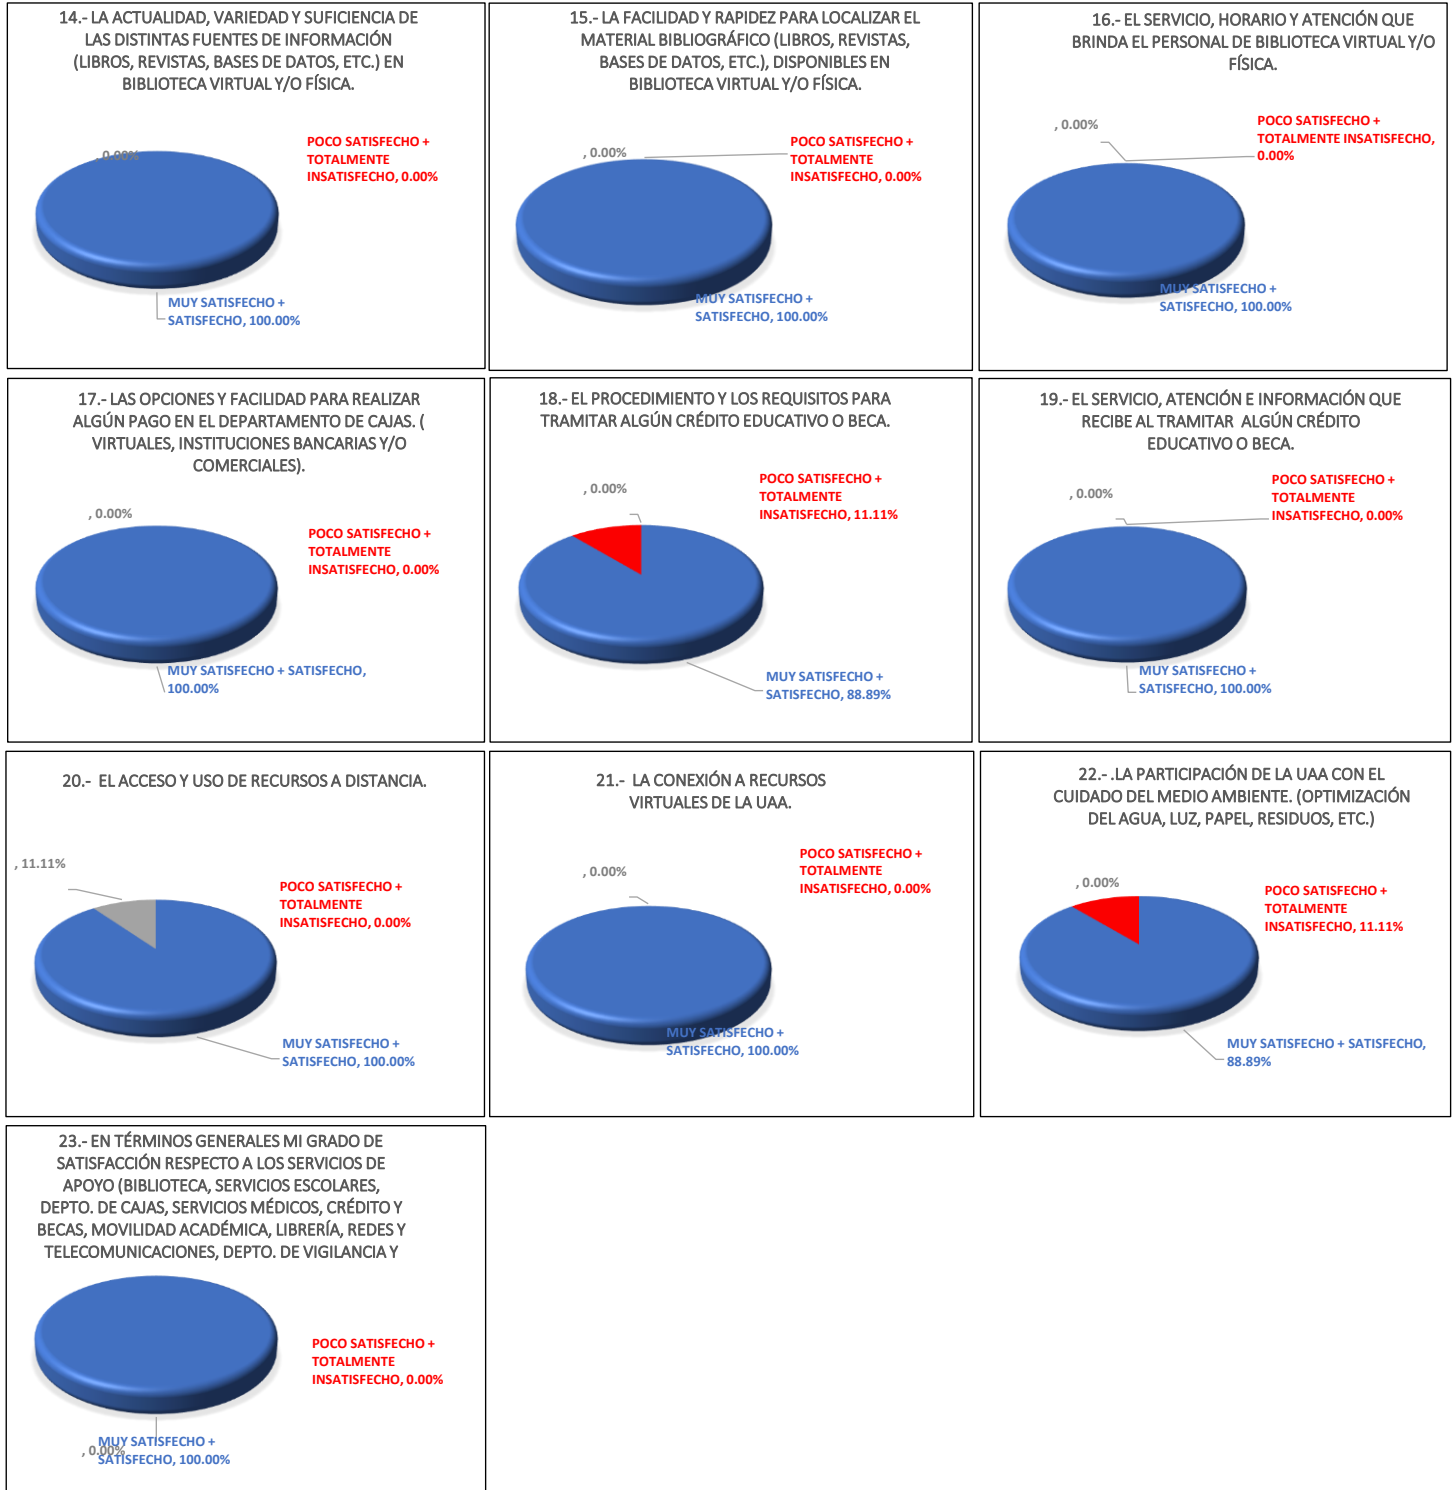 14.- LA ACTUALIDAD, VARIEDAD Y SUFICIENCIA DE
LAS DISTINTAS FUENTES DE INFORMACIÓN
(LIBROS, REVISTAS, BASES DE DATOS, ETC.) EN
BIBLIOTECA VIRTUAL Y/O FÍSICA.
, 0.00%
POCO SATISFECHO +
TOTALMENTE
INSATISFECHO, 0.00%
MUY SATISFECHO +
SATISFECHO, 100.00%
15.- LA FACILIDAD Y RAPIDEZ PARA LOCALIZAR EL
MATERIAL BIBLIOGRÁFICO (LIBROS, REVISTAS,
BASES DE DATOS, ETC.), DISPONIBLES EN
BIBLIOTECA VIRTUAL Y/O FÍSICA.
, 0.00%
POCO SATISFECHO +
TOTALMENTE
INSATISFECHO, 0.00%
MUY SATISFECHO +
SATISFECHO, 100.00%
16.- EL SERVICIO, HORARIO Y ATENCIÓN QUE
BRINDA EL PERSONAL DE BIBLIOTECA VIRTUAL Y/O
FÍSICA.
, 0.00%
POCO SATISFECHO +
TOTALMENTE INSATISFECHO,
0.00%
MUY SATISFECHO +
SATISFECHO, 100.00%
17.- LAS OPCIONES Y FACILIDAD PARA REALIZAR
ALGÚN PAGO EN EL DEPARTAMENTO DE CAJAS. (
VIRTUALES, INSTITUCIONES BANCARIAS Y/O
COMERCIALES).
, 0.00%
POCO SATISFECHO +
TOTALMENTE
INSATISFECHO, 0.00%
MUY SATISFECHO + SATISFECHO,
100.00%
18.- EL PROCEDIMIENTO Y LOS REQUISITOS PARA
TRAMITAR ALGÚN CRÉDITO EDUCATIVO O BECA.
, 0.00%
POCO SATISFECHO +
TOTALMENTE
INSATISFECHO, 11.11%
MUY SATISFECHO +
SATISFECHO, 88.89%
19.- EL SERVICIO, ATENCIÓN E INFORMACIÓN QUE
RECIBE AL TRAMITAR ALGÚN CRÉDITO
EDUCATIVO O BECA.
, 0.00%
POCO SATISFECHO +
TOTALMENTE
INSATISFECHO, 0.00%
MUY SATISFECHO +
SATISFECHO, 100.00%
20.- EL ACCESO Y USO DE RECURSOS A DISTANCIA.
, 11.11%
POCO SATISFECHO +
TOTALMENTE
INSATISFECHO, 0.00%
MUY SATISFECHO +
SATISFECHO, 100.00%
21.- LA CONEXIÓN A RECURSOS
VIRTUALES DE LA UAA.
, 0.00%
POCO SATISFECHO +
TOTALMENTE
INSATISFECHO, 0.00%
MUY SATISFECHO +
SATISFECHO, 100.00%
22.- .LA PARTICIPACIÓN DE LA UAA CON EL
CUIDADO DEL MEDIO AMBIENTE. (OPTIMIZACIÓN
DEL AGUA, LUZ, PAPEL, RESIDUOS, ETC.)
, 0.00%
POCO SATISFECHO +
TOTALMENTE
INSATISFECHO, 11.11%
MUY SATISFECHO + SATISFECHO,
88.89%
23.- EN TÉRMINOS GENERALES MI GRADO DE
SATISFACCIÓN RESPECTO A LOS SERVICIOS DE
APOYO (BIBLIOTECA, SERVICIOS ESCOLARES,
DEPTO. DE CAJAS, SERVICIOS MÉDICOS, CRÉDITO Y
BECAS, MOVILIDAD ACADÉMICA, LIBRERÍA, REDES Y
TELECOMUNICACIONES, DEPTO. DE VIGILANCIA Y
POCO SATISFECHO +
TOTALMENTE
INSATISFECHO, 0.00%
MUY SATISFECHO +
SATISFECHO, 100.00%
, 0.00%